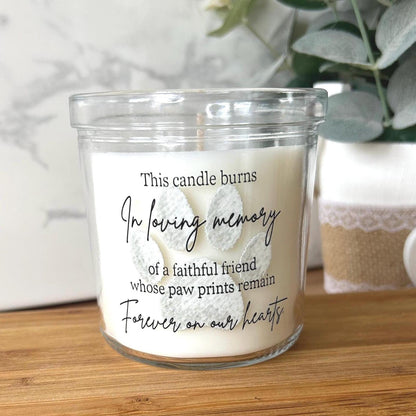 This candle burns
In loving memory
of a faithful friend
whose paw prints remain
Forever on our hearts.